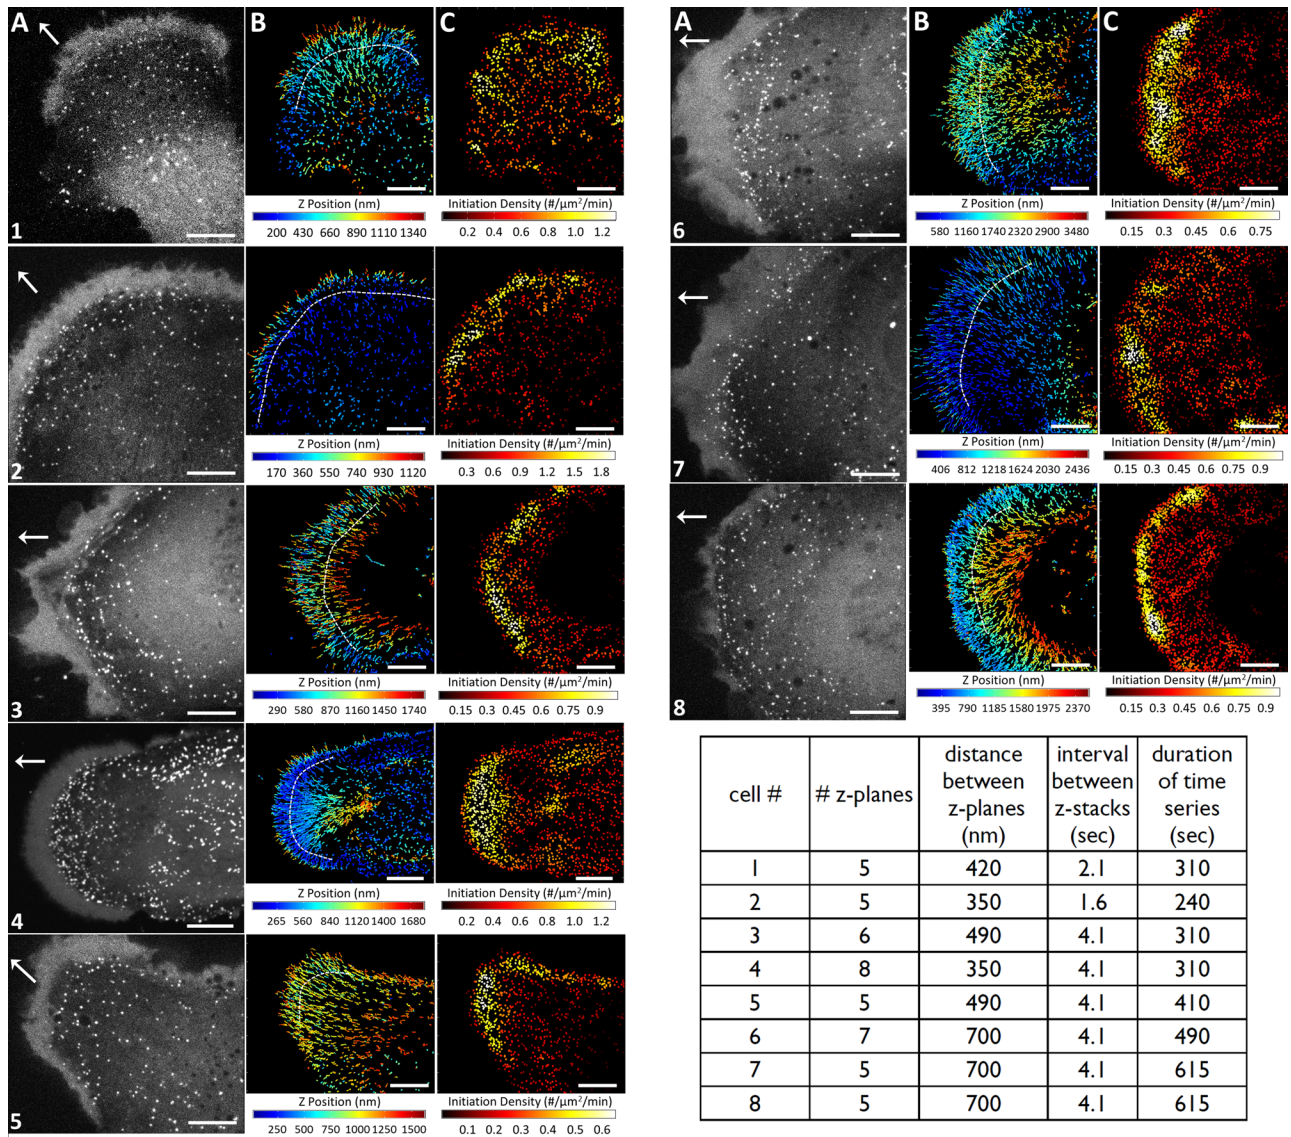 A B C
Z Position (nm) Initiation Density (#/µm²/min)
1 200 430 660 890 1110 1340 0.2 0.4 0.6 0.8 1.0 1.2
Z Position (nm) Initiation Density (#/µm²/min)
2 170 360 550 740 930 1120 0.3 0.6 0.9 1.2 1.5 1.8
Z Position (nm) Initiation Density (#/µm²/min)
3 290 580 870 1160 1450 1740 0.15 0.3 0.45 0.6 0.75 0.9
Z Position (nm) Initiation Density (#/µm²/min)
4 265 560 840 1120 1400 1680 0.2 0.4 0.6 0.8 1.0 1.2
Z Position (nm) Initiation Density (#/µm²/min)
5 250 500 750 1000 1250 1500 0.1 0.2 0.3 0.4 0.5 0.6
A B C
Z Position (nm) Initiation Density (#/µm²/min)
6 580 1160 1740 2320 2900 3480 0.15 0.3 0.45 0.6 0.75
Z Position (nm) Initiation Density (#/µm²/min)
7 406 812 1218 1624 2030 2436 0.15 0.3 0.45 0.6 0.75 0.9
Z Position (nm) Initiation Density (#/µm²/min)
8 395 790 1185 1580 1975 2370 0.15 0.3 0.45 0.6 0.75 0.9
cell # # z-planes distance between z-planes (nm) interval between z-stacks (sec) duration of time series (sec)
1 5 420 2.1 310
2 5 350 1.6 240
3 6 490 4.1 310
4 8 350 4.1 310
5 5 490 4.1 410
6 7 700 4.1 490
7 5 700 4.1 615
8 5 700 4.1 615